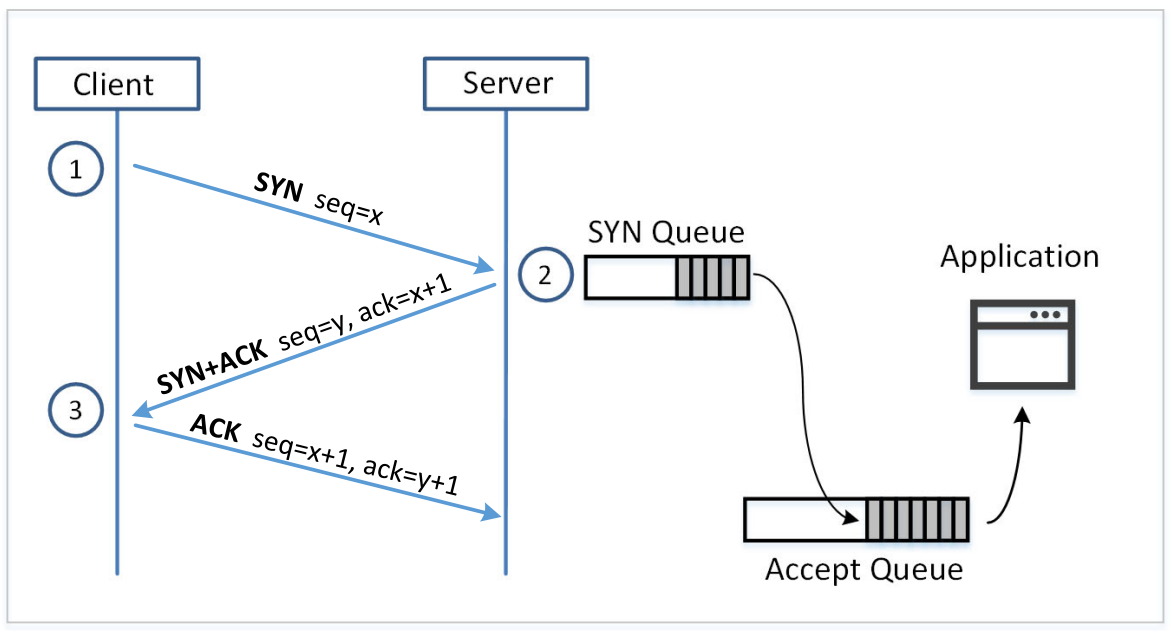 Client
Server
1
SYN seq=x
SYN Queue
2
Application
SYN+ACK seq=y, ack=x+1
3
ACK seq=x+1, ack=y+1
Accept Queue